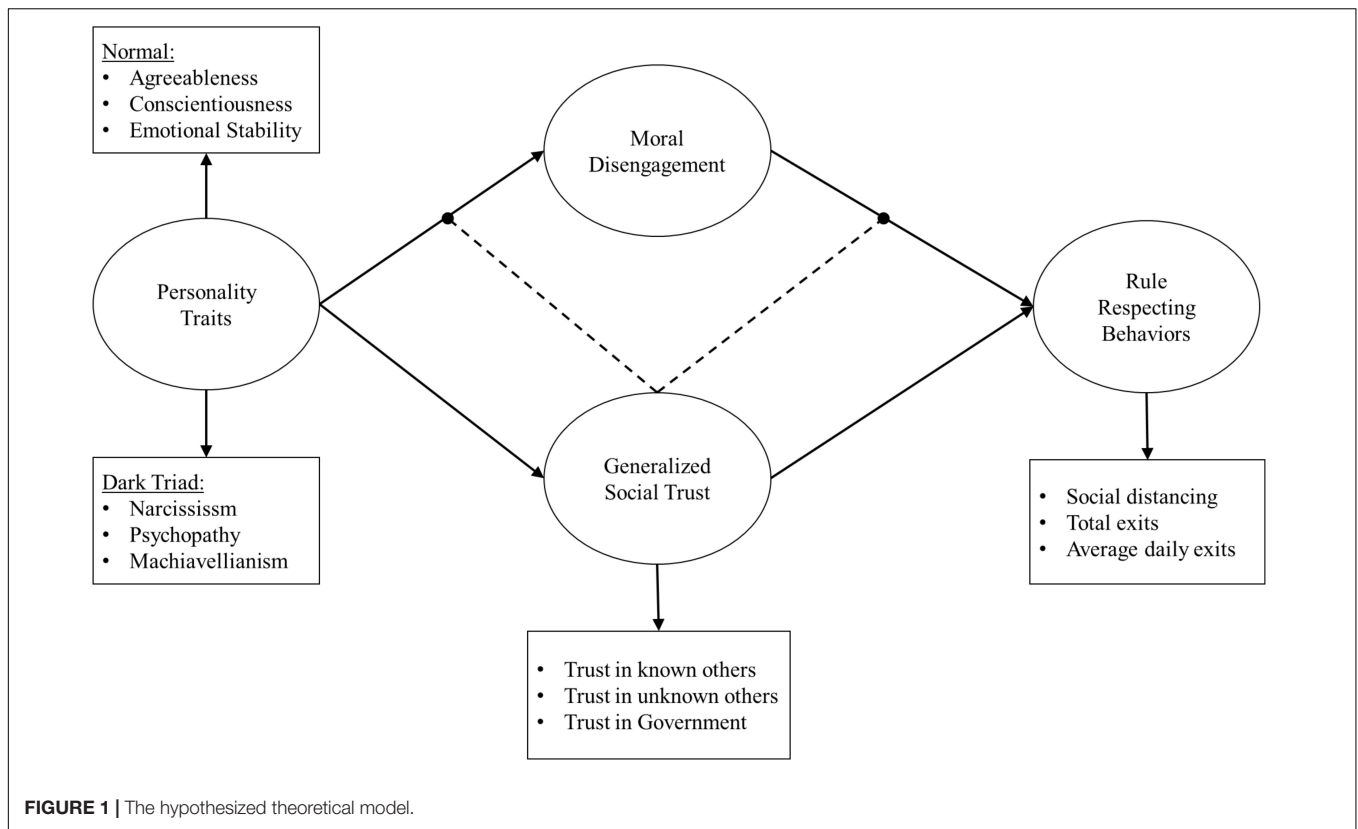 Normal:
• Agreeableness
• Conscientiousness
• Emotional Stability
Moral
Disengagement
Personality
Traits
Rule
Respecting
Behaviors
Dark Triad:
• Narcississm
• Psychopathy
• Machiavellianism
Generalized
Social Trust
• Social distancing
• Total exits
• Average daily exits
• Trust in known others
• Trust in unknown others
• Trust in Government
FIGURE 1 | The hypothesized theoretical model.